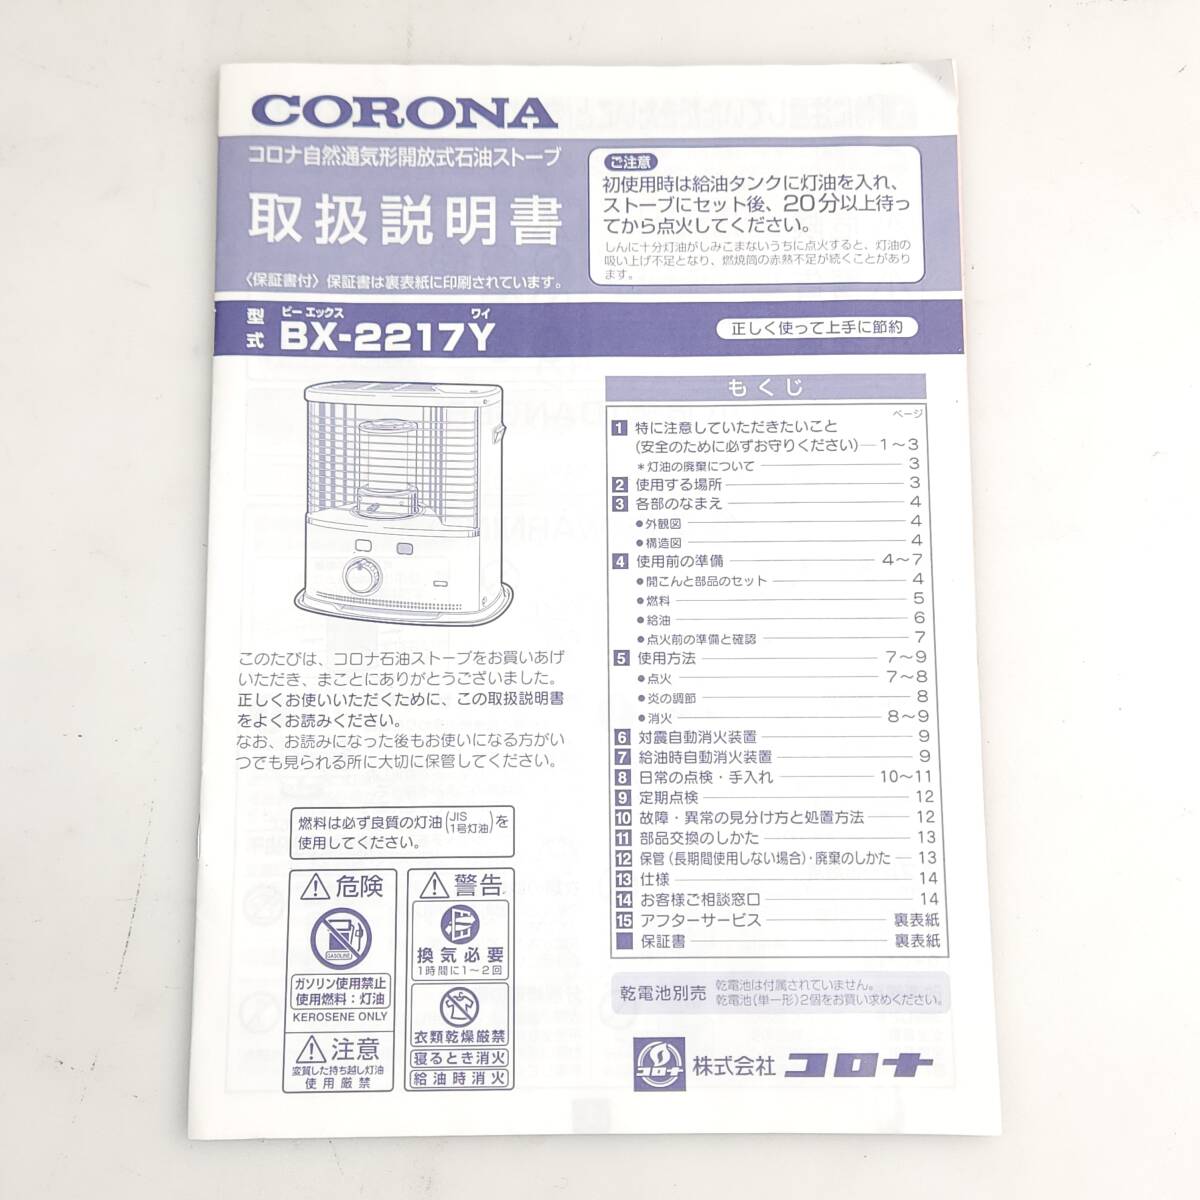 CORONA
コロナ自然通気形開放式石油ストーブ
取扱説明書
〈保証書付〉保証書は裏表紙に印刷されています。
ご注意
初使用時は給油タンクに灯油を入れ、
ストーブにセット後、20分以上待っ
てから点火してください。
しんに十分灯油がしみこまないうちに点火すると、灯油の
吸い上げ不足となり、燃焼筒の赤熱不足が続くことがあり
ます。
型式 BX-2217Y
ビー エックス ワイ
正しく使って上手に節約
このたびは、コロナ石油ストーブをお買いあげ
いただき、まことにありがとうございました。
正しくお使いいただくために、この取扱説明書
をよくお読みください。
なお、お読みになった後もお使いになる方がい
つでも見られる所に大切に保管してください。
燃料は必ず良質の灯油(JIS 1号灯油)を
使用してください。
危険
GASOLINE
ガソリン使用禁止
使用燃料:灯油
KEROSENE ONLY
注意
変質した持ち越し灯油
使用厳禁
警告
換気必要
1時間に1〜2回
衣類乾燥厳禁
寝るとき消火
給油時消火
もくじ
ページ
1 特に注意していただきたいこと
(安全のために必ずお守りください) 1〜3
*灯油の廃棄について 3
2 使用する場所 3
3 各部のなまえ 4
●外観図 4
●構造図 4
4 使用前の準備 4〜7
●開こんと部品のセット 4
●燃料 5
●給油 6
●点火前の準備と確認 7
5 使用方法 7〜9
●点火 7〜8
●炎の調節 8
●消火 8〜9
6 対震自動消火装置 9
7 給油時自動消火装置 9
8 日常の点検・手入れ 10〜11
9 定期点検 12
10 故障・異常の見分け方と処置方法 12
11 部品交換のしかた 13
12 保管(長期間使用しない場合)・廃棄のしかた 13
13 仕様 14
14 お客様ご相談窓口 14
15 アフターサービス 裏表紙
保証書 裏表紙
乾電池別売
乾電池は付属されていません。
乾電池(単一形)2個をお買い求めください。
コロナ
株式会社 コロナ